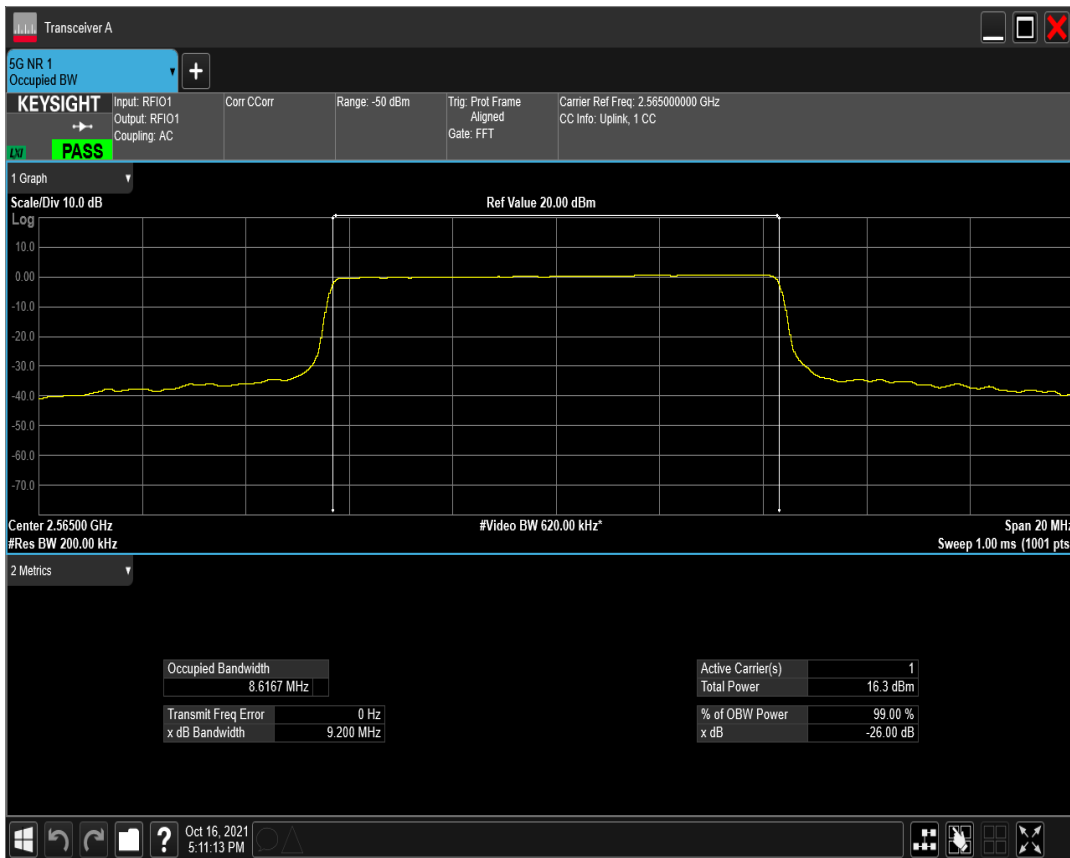 Transceiver A
5G NR 1
Occupied BW
KEYSIGHT
LXI
PASS
Input: RFIO1
Output: RFIO1
Coupling: AC
Corr CCorr
Range: -50 dBm
Trig: Prot Frame
Aligned
Gate: FFT
Carrier Ref Freq: 2.565000000 GHz
CC Info: Uplink, 1 CC
1 Graph
Scale/Div 10.0 dB
Ref Value 20.00 dBm
Log
10.0
0.00
-10.0
-20.0
-30.0
-40.0
-50.0
-60.0
-70.0
Center 2.56500 GHz
#Video BW 620.00 kHz*
Span 20 MHz
#Res BW 200.00 kHz
Sweep 1.00 ms (1001 pts
2 Metrics
Occupied Bandwidth
8.6167 MHz
Transmit Freq Error 0 Hz
x dB Bandwidth 9.200 MHz
Active Carrier(s) 1
Total Power 16.3 dBm
% of OBW Power 99.00 %
x dB -26.00 dB
?
Oct 16, 2021
5:11:13 PM